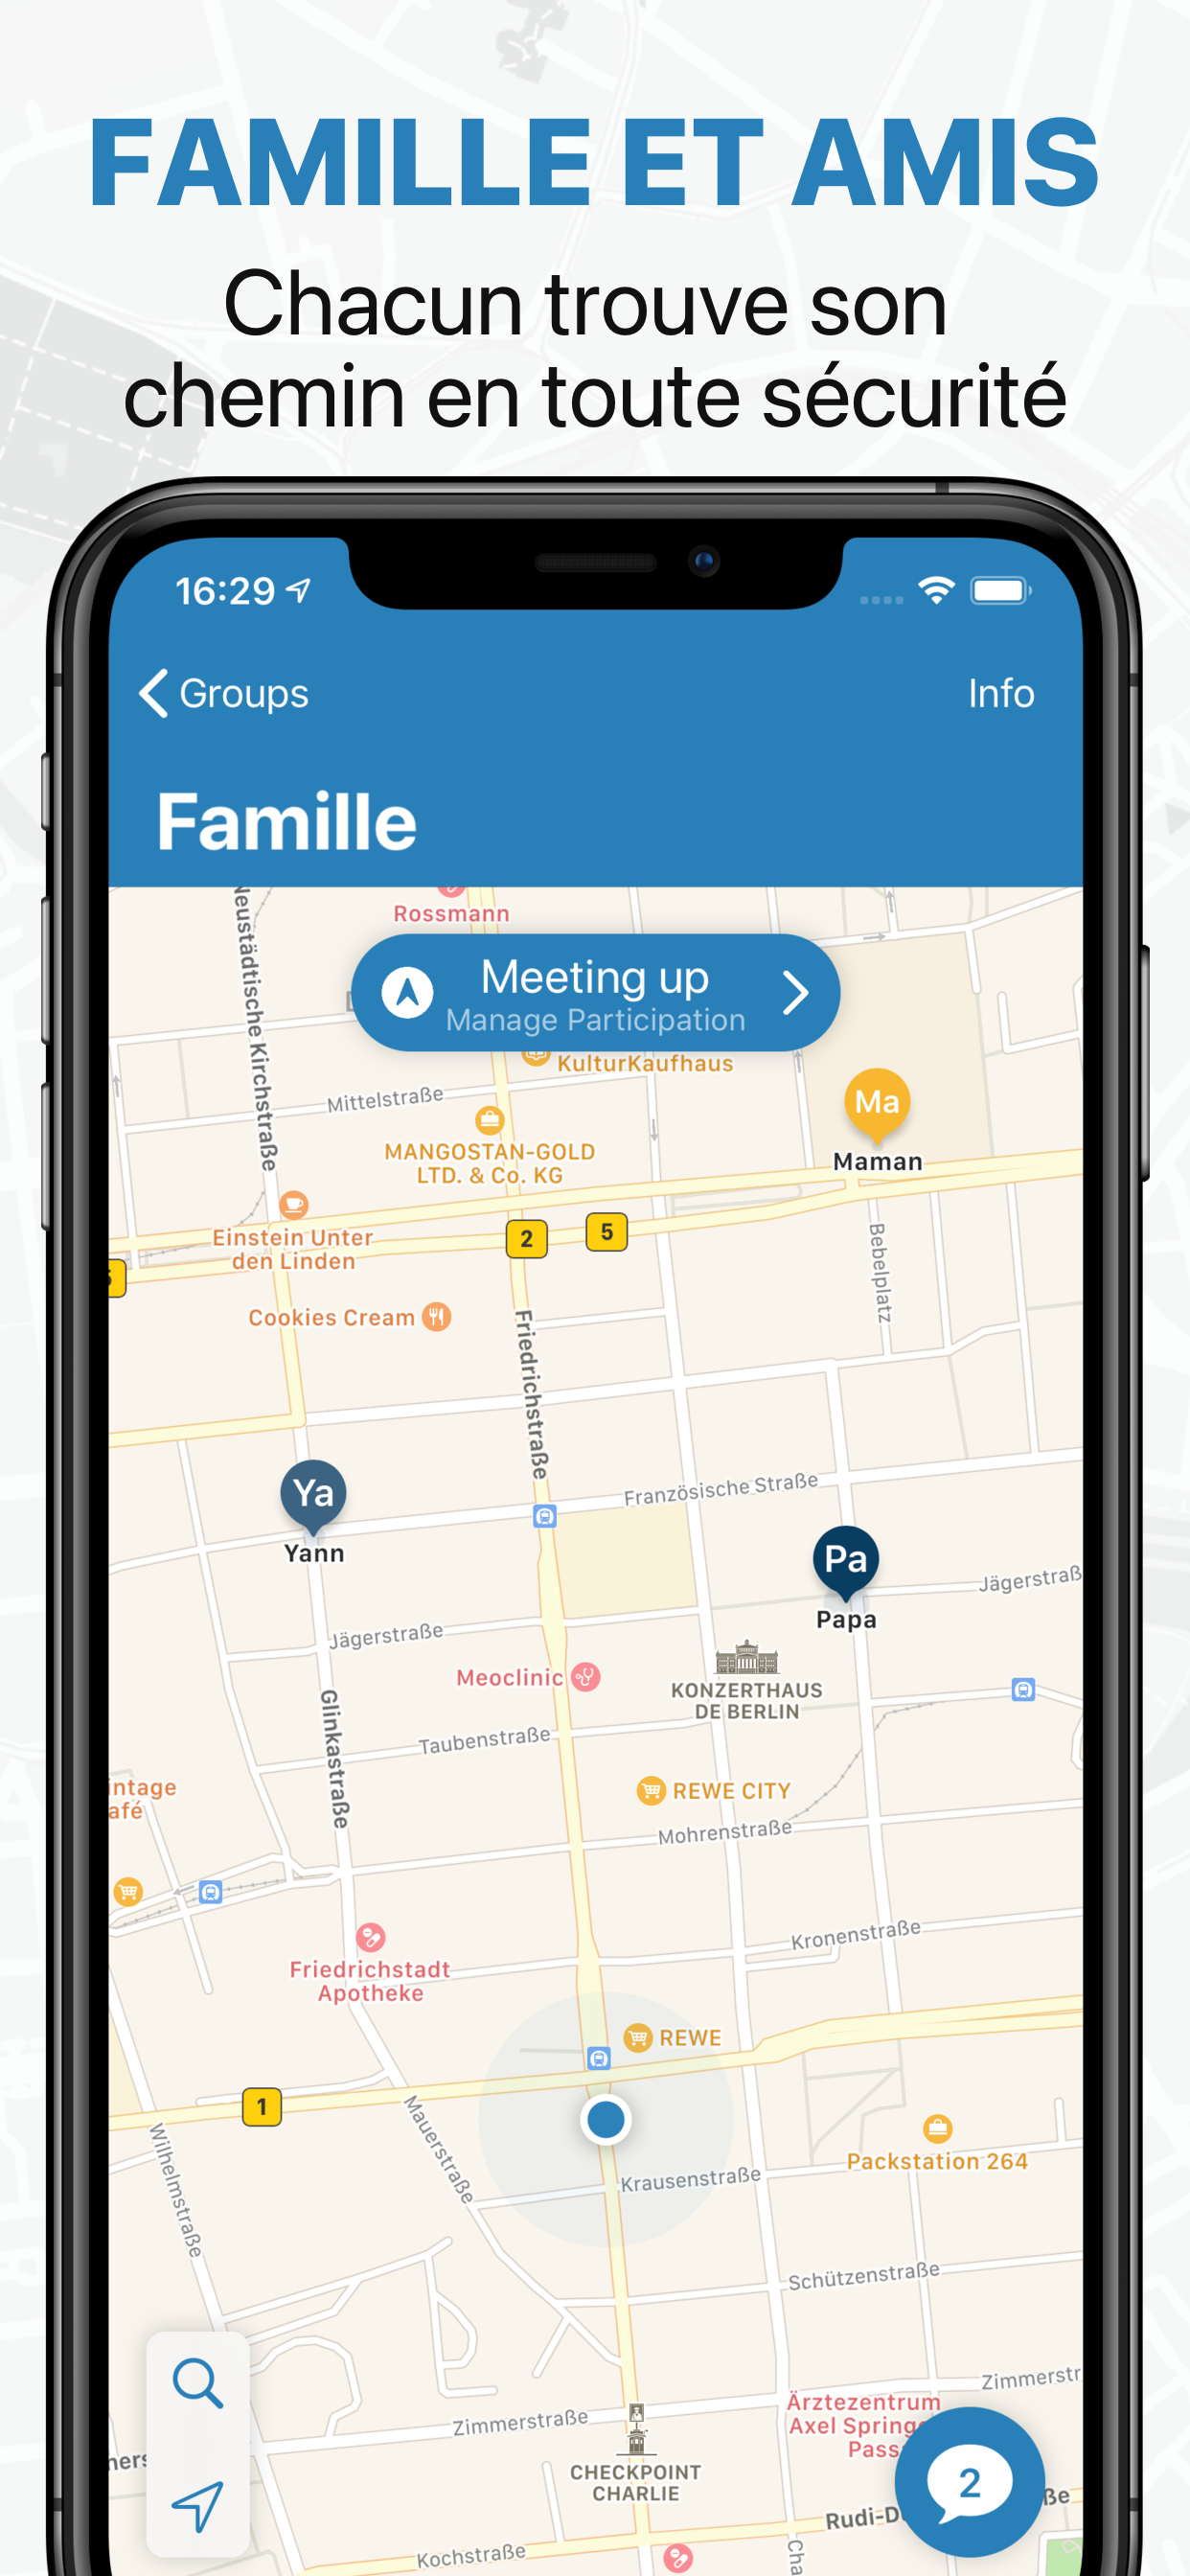 FAMILLE ET AMIS
Chacun trouve son
chemin en toute sécurité
16:29
Groups
Info
Famille
Rossmann
Meeting up
Manage Participation
KulturKaufhaus
Neustädtische Kirchstraße
Mittelstraße
Ma
Maman
MANGOSTAN-GOLD
LTD. & Co. KG
Einstein Unter
den Linden
2
5
5
Bebelplatz
Cookies Cream
Friedrichstraße
Ya
Yann
Französische Straße
Pa
Papa
Jägerstraß
Jägerstraße
Meoclinic
KONZERTHAUS
DE BERLIN
Glinkastraße
Taubenstraße
intage
afé
REWE CITY
Mohrenstraße
Kronenstraße
Friedrichstadt
Apotheke
REWE
1
Mauerstraße
Wilhelmstraße
Krausenstraße
Packstation 264
Schützenstraße
Zimmerstr
Zimmerstraße
Ärztezentrum
Axel Springe
Pass
CHECKPOINT
CHARLIE
2
ners
Rudi-D
ße
Kochstraße
Cha